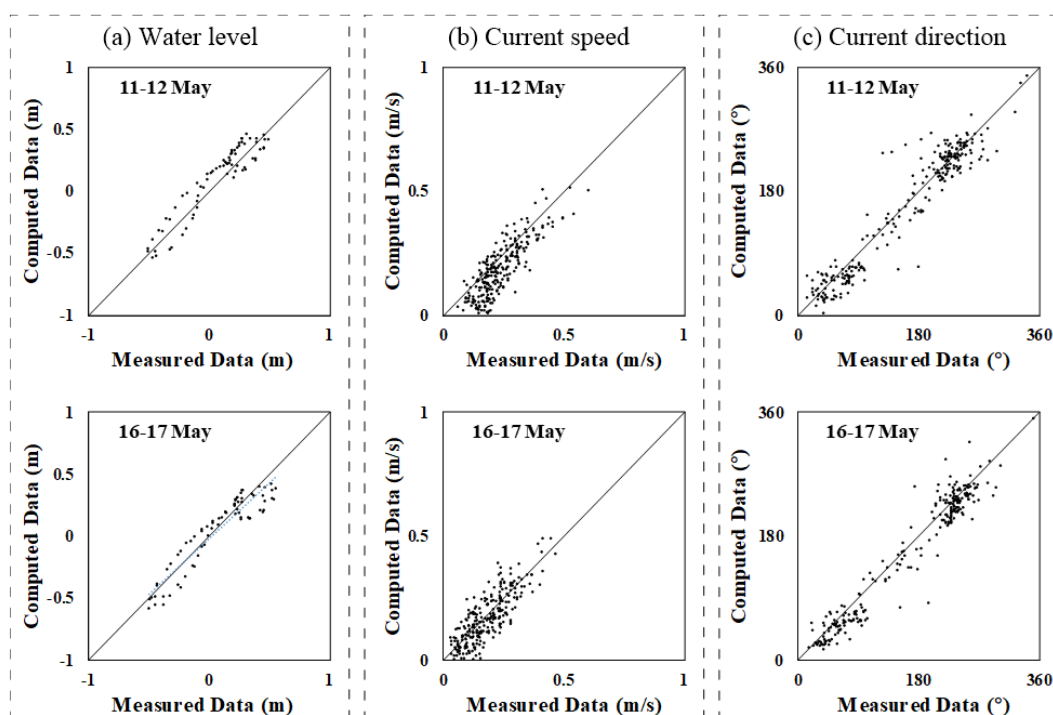 (a) Water level
(b) Current speed
(c) Current direction
1
0.5
0
-0.5
-1
Computed Data (m)
11-12 May
-1
0
1
Measured Data (m)
1
0.5
0
Computed Data (m/s)
11-12 May
0
0.5
1
Measured Data (m/s)
360
180
0
Computed Data (°)
11-12 May
0
180
360
Measured Data (°)
1
0.5
0
-0.5
-1
Computed Data (m)
16-17 May
-1
0
1
Measured Data (m)
1
0.5
0
Computed Data (m/s)
16-17 May
0
0.5
1
Measured Data (m/s)
360
180
0
Computed Data (°)
16-17 May
0
180
360
Measured Data (°)